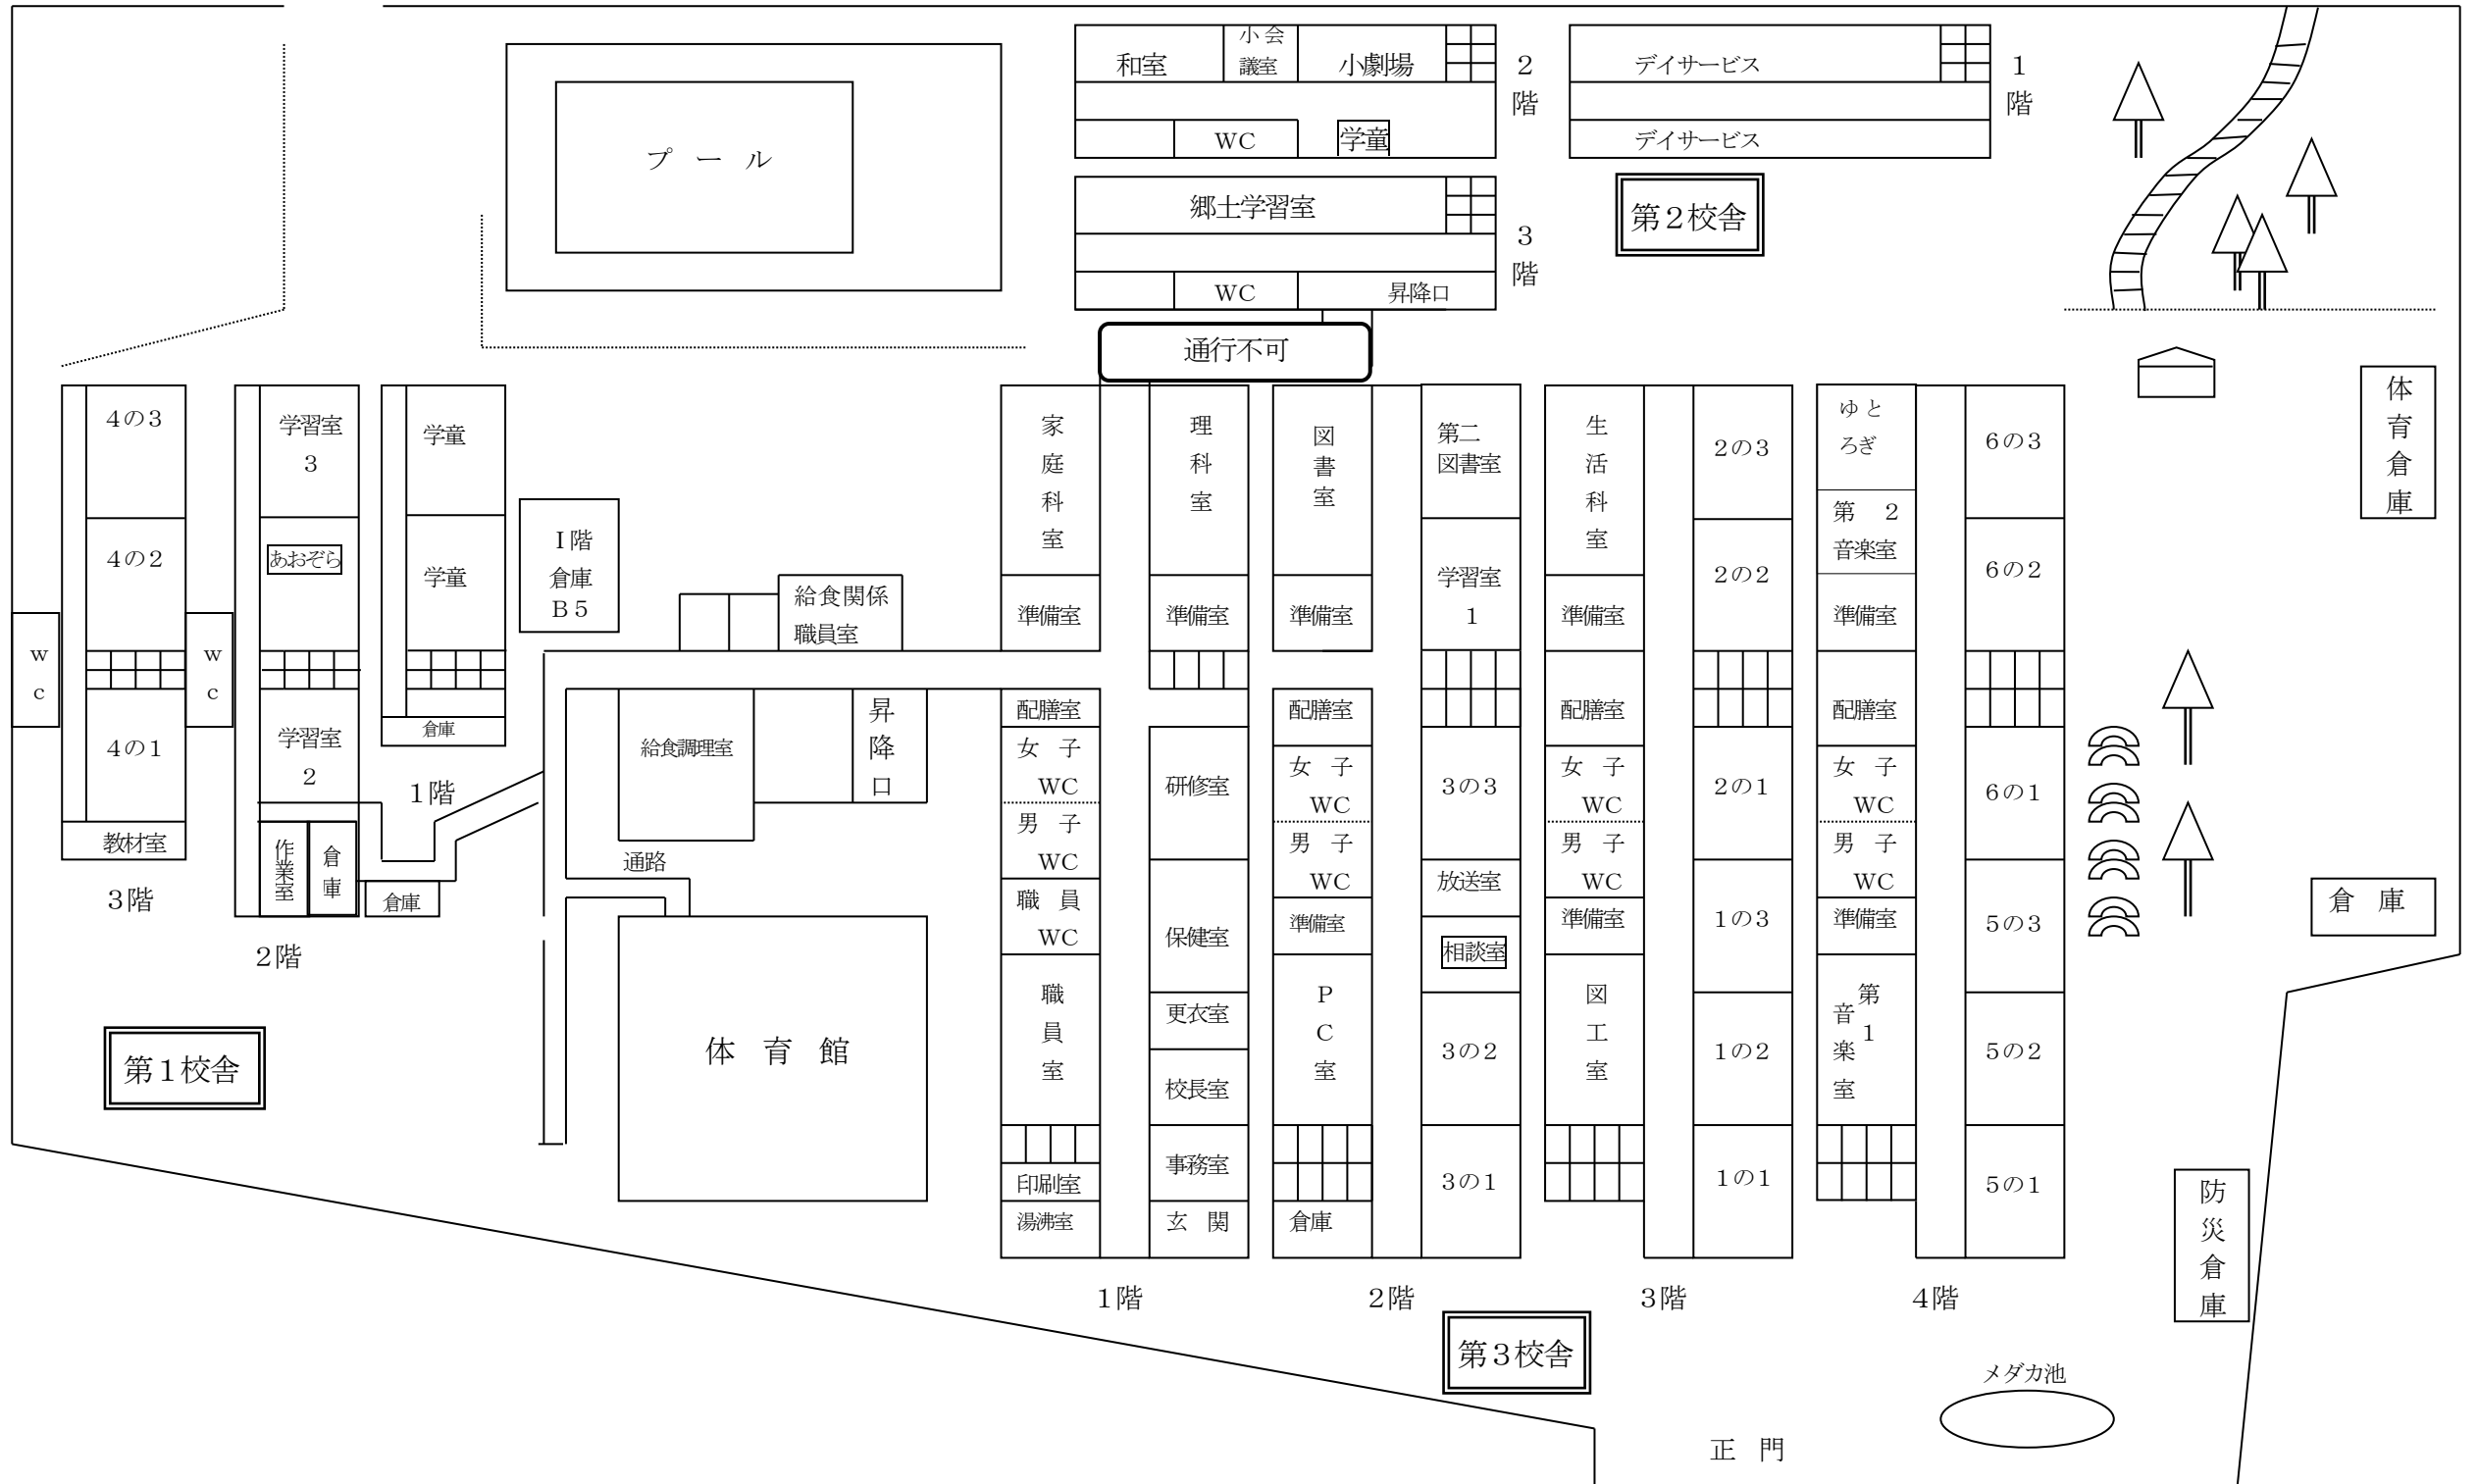 和室
小会
議室
小劇場
2
階
デイサービス
1
階
WC
学童
デイサービス
プール
郷土学習室
第2校舎
3
階
WC
昇降口
通行不可
4の3
4の2
wc
wc
4の1
教材室
3階
学習室
3
あおぞら
学習室
2
作業室
倉庫
2階
学童
学童
倉庫
1階
倉庫
I階
倉庫
B5
給食関係
職員室
給食調理室
昇降口
通路
体育館
第1校舎
家庭科室
準備室
配膳室
女子
WC
男子
WC
職員
WC
職員室
印刷室
湯沸室
理科室
準備室
研修室
保健室
更衣室
校長室
事務室
玄関
1階
図書室
準備室
配膳室
女子
WC
男子
WC
準備室
PC室
倉庫
第二
図書室
学習室
1
3の3
放送室
相談室
3の2
3の1
2階
生活科室
準備室
配膳室
女子
WC
男子
WC
準備室
図工室
2の3
2の2
2の1
1の3
1の2
1の1
3階
ゆと
ろぎ
第2
音楽室
準備室
配膳室
女子
WC
男子
WC
準備室
第1
音楽室
6の3
6の2
6の1
5の3
5の2
5の1
4階
第3校舎
体育倉庫
倉庫
防災倉庫
メダカ池
正門